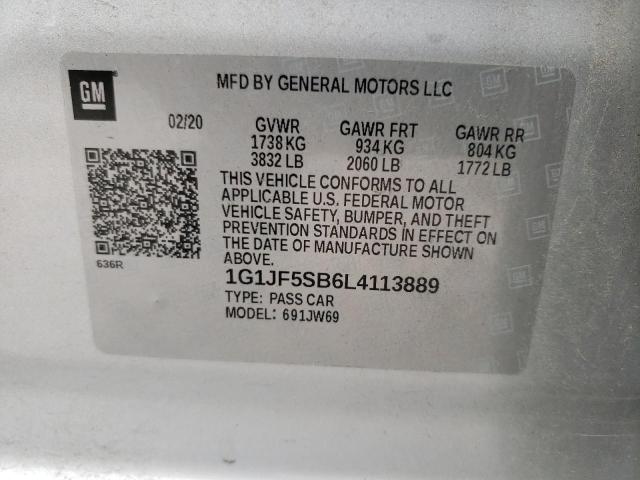 GM
MFD BY GENERAL MOTORS LLC
02/20 GVWR GAWR FRT GAWR RR
1738 KG 934 KG 804 KG
3832 LB 2060 LB 1772 LB
THIS VEHICLE CONFORMS TO ALL
APPLICABLE U.S. FEDERAL MOTOR
VEHICLE SAFETY, BUMPER, AND THEFT
PREVENTION STANDARDS IN EFFECT ON
THE DATE OF MANUFACTURE SHOWN
ABOVE.
636R
1G1JF5SB6L4113889
TYPE: PASS CAR
MODEL: 691JW69